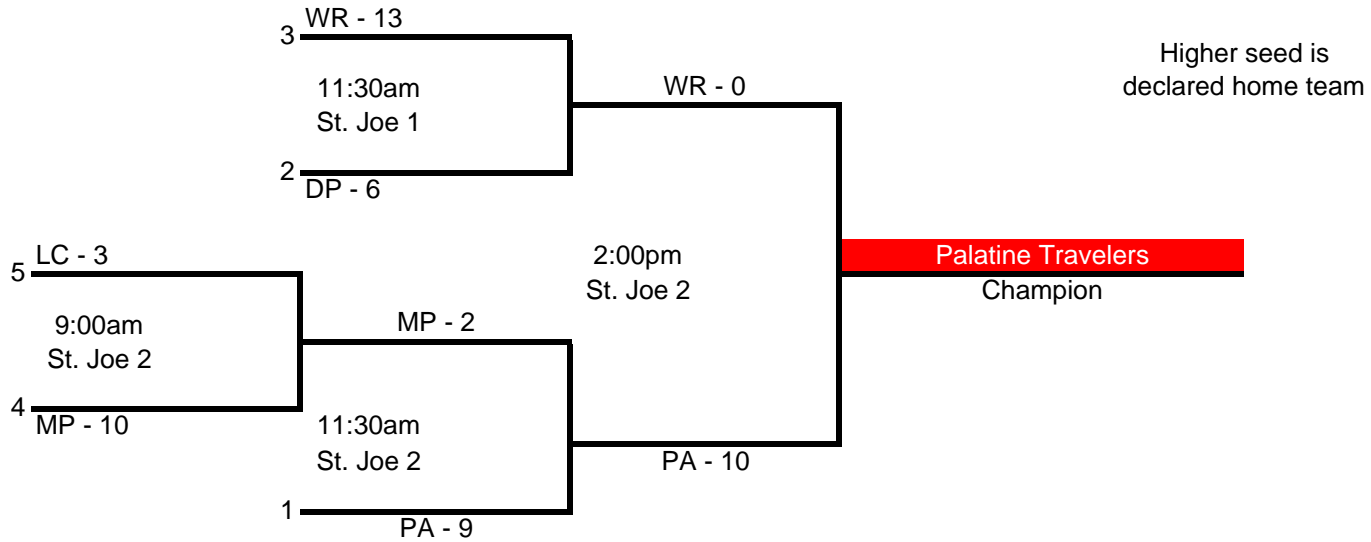 WR - 13
3
11:30am
St. Joe 1
2
DP - 6
WR - 0
Higher seed is
declared home team
LC - 3
5
9:00am
St. Joe 2
4
MP - 10
MP - 2
11:30am
St. Joe 2
1
PA - 9
2:00pm
St. Joe 2
PA - 10
Palatine Travelers
Champion